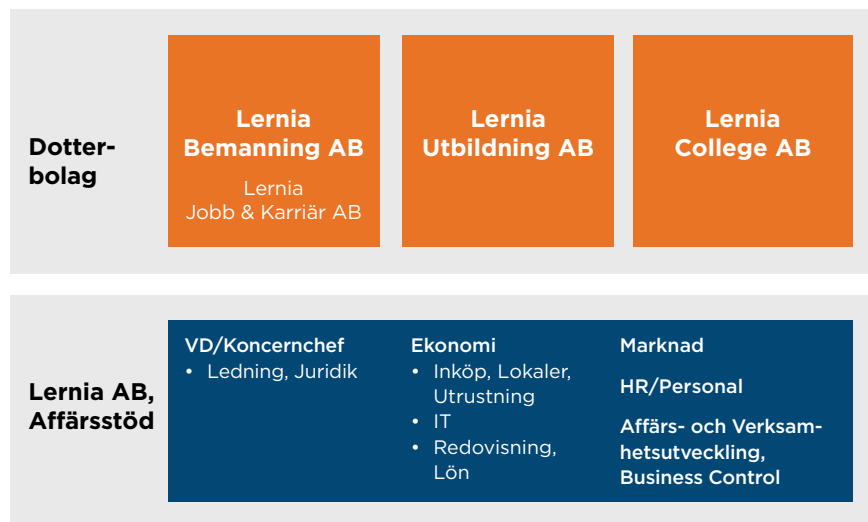 Dotter-
bolag
Lernia
Bemanning AB
Lernia
Jobb & Karriär AB
Lernia
Utbildning AB
Lernia
College AB
Lernia AB,
Affärsstöd
VD/Koncernchef
• Ledning, Juridik
Ekonomi
• Inköp, Lokaler,
Utrustning
• IT
• Redovisning,
Lön
Marknad
HR/Personal
Affärs- och Verksam-
hetsutveckling,
Business Control